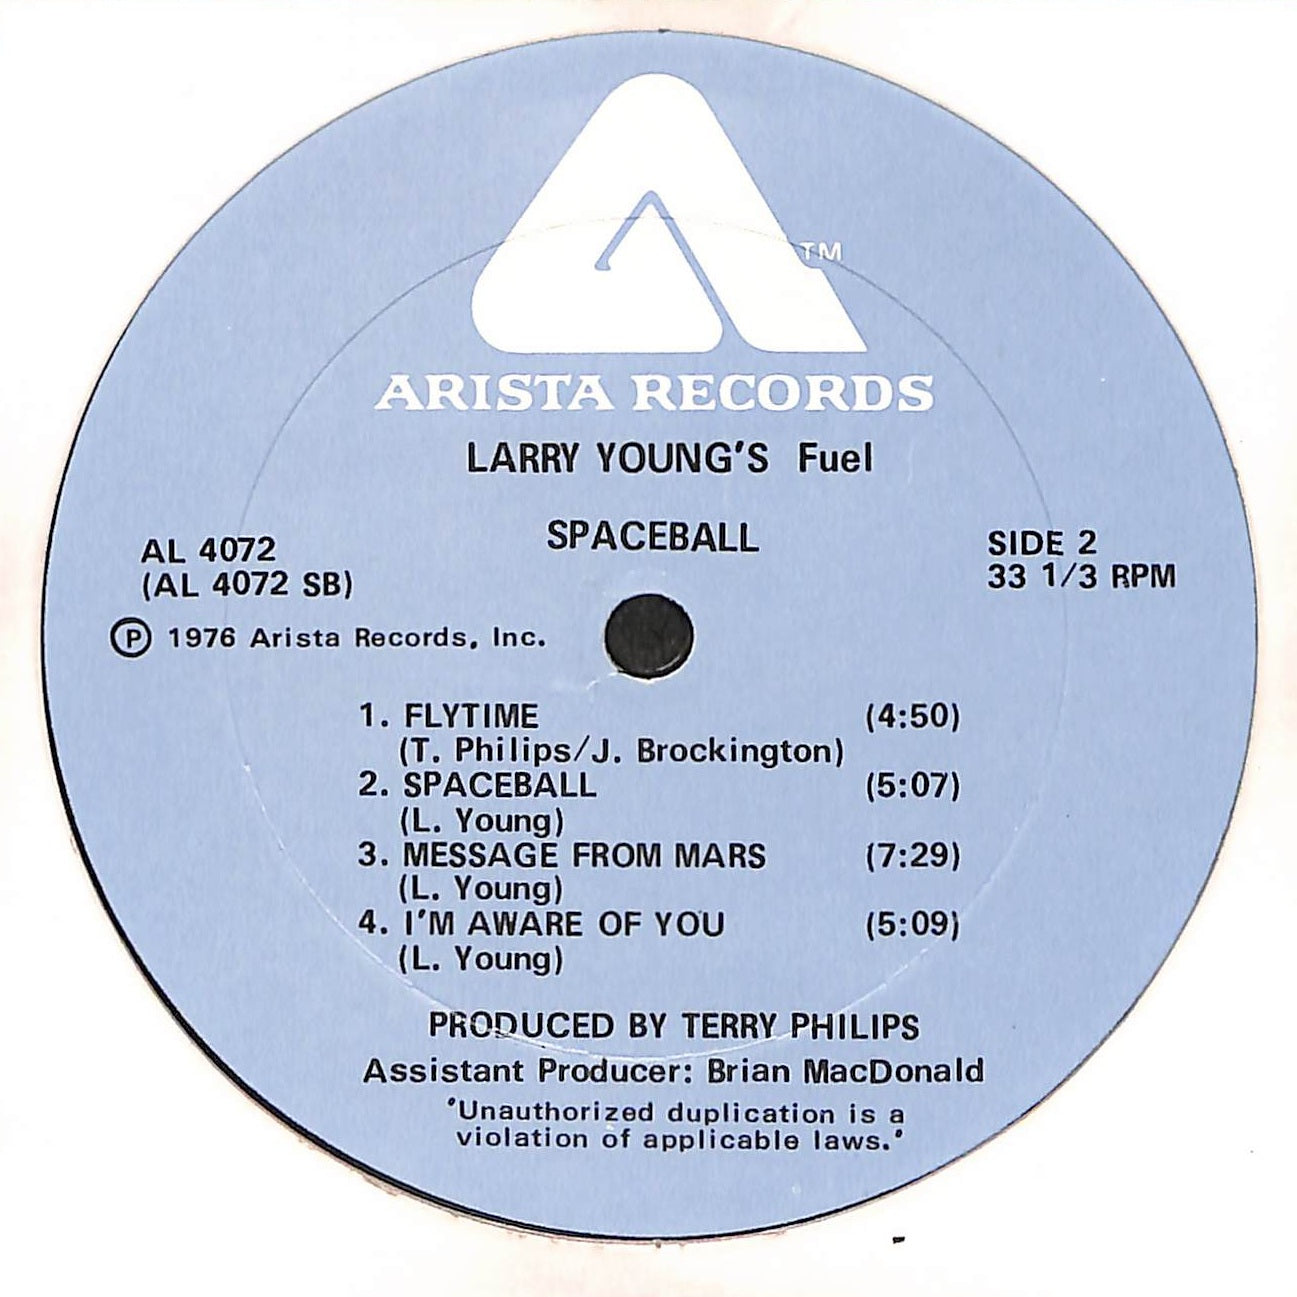 TM
ARISTA RECORDS
LARRY YOUNG'S Fuel
SPACEBALL
AL 4072
(AL 4072 SB)
SIDE 2
33 1/3 RPM
Ⓟ 1976 Arista Records, Inc.
1. FLYTIME (4:50)
(T. Philips/J. Brockington)
2. SPACEBALL (5:07)
(L. Young)
3. MESSAGE FROM MARS (7:29)
(L. Young)
4. I'M AWARE OF YOU (5:09)
(L. Young)
PRODUCED BY TERRY PHILIPS
Assistant Producer: Brian MacDonald
"Unauthorized duplication is a
violation of applicable laws."